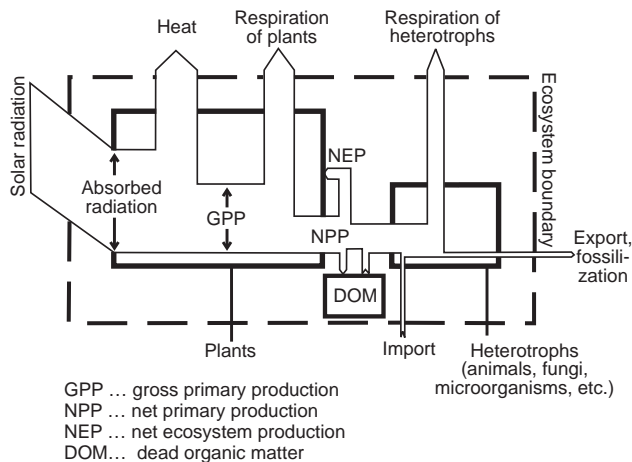 Heat
Respiration
of plants
Respiration of
heterotrophs
Solar radiation
Ecosystem boundary
Absorbed
radiation
GPP
NEP
NPP
DOM
Export,
fossili-
zation
Plants
Import
Heterotrophs
(animals, fungi,
microorganisms, etc.)
GPP ... gross primary production
NPP ... net primary production
NEP ... net ecosystem production
DOM... dead organic matter